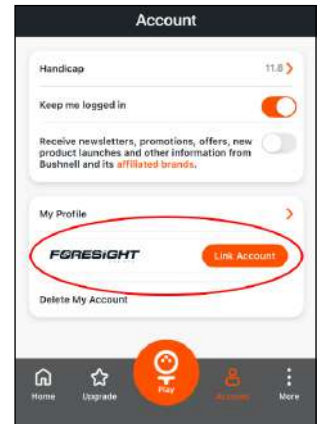 Account
Handicap 11.8
Keep me logged in
Receive newsletters, promotions, offers, new
product launches and other information from
Bushnell and its affiliated brands.
My Profile
FORESIGHT Link Account
Delete My Account
Home Upgrade Play Account More